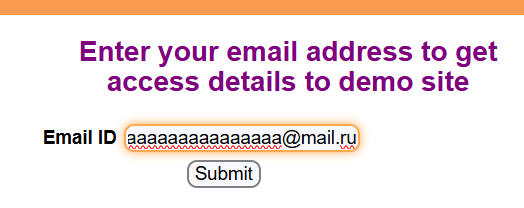 Enter your email address to get
access details to demo site
Email ID aaaaaaaaaaaaaaa@mail.ru
Submit